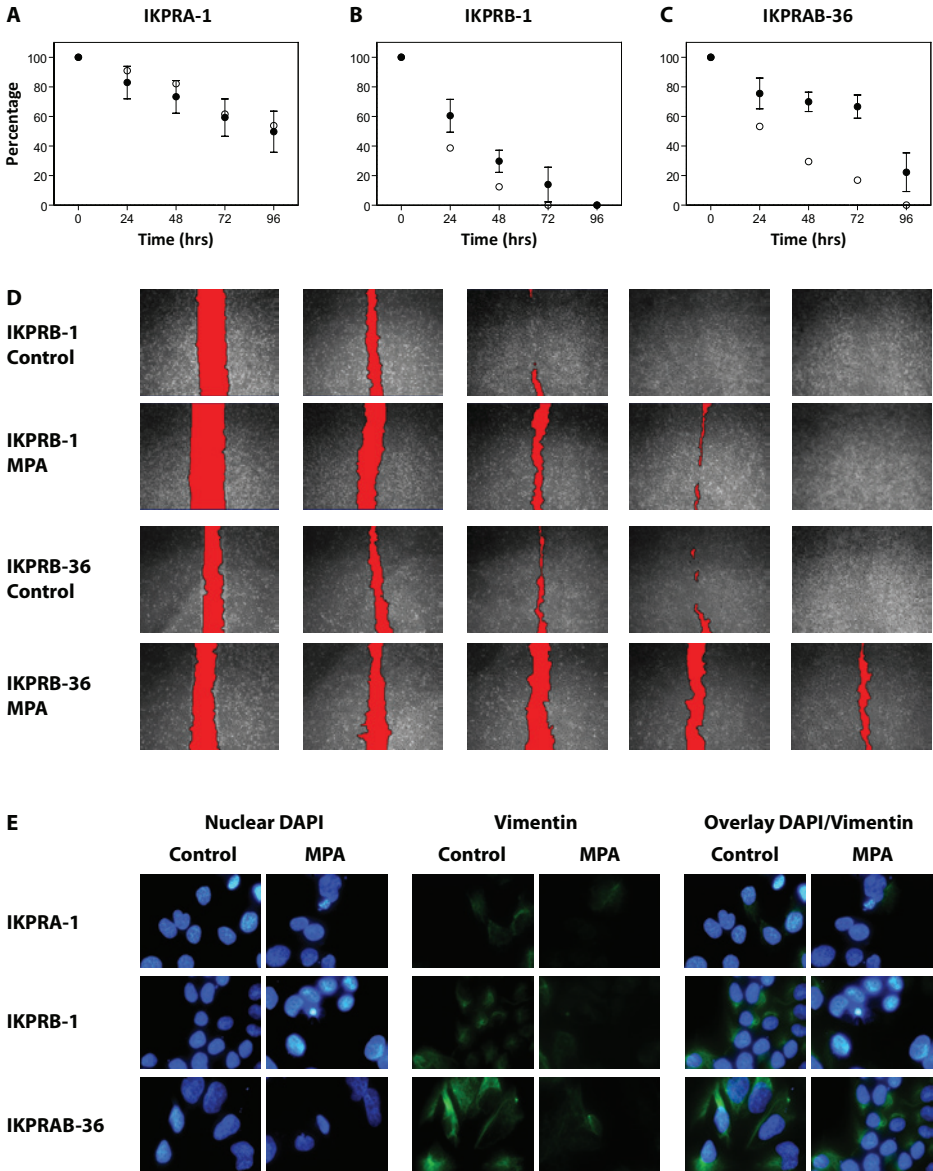 A IKPRA-1 B IKPRB-1 C IKPRAB-36
Percentage
100 100 100
80 80 80
60 60 60
40 40 40
20 20 20
0 0 0
0 24 48 72 96 0 24 48 72 96 0 24 48 72 96
Time (hrs) Time (hrs) Time (hrs)
D
IKPRB-1
Control
IKPRB-1
MPA
IKPRB-36
Control
IKPRB-36
MPA
E Nuclear DAPI Vimentin Overlay DAPI/Vimentin
Control MPA Control MPA Control MPA
IKPRA-1
IKPRB-1
IKPRAB-36